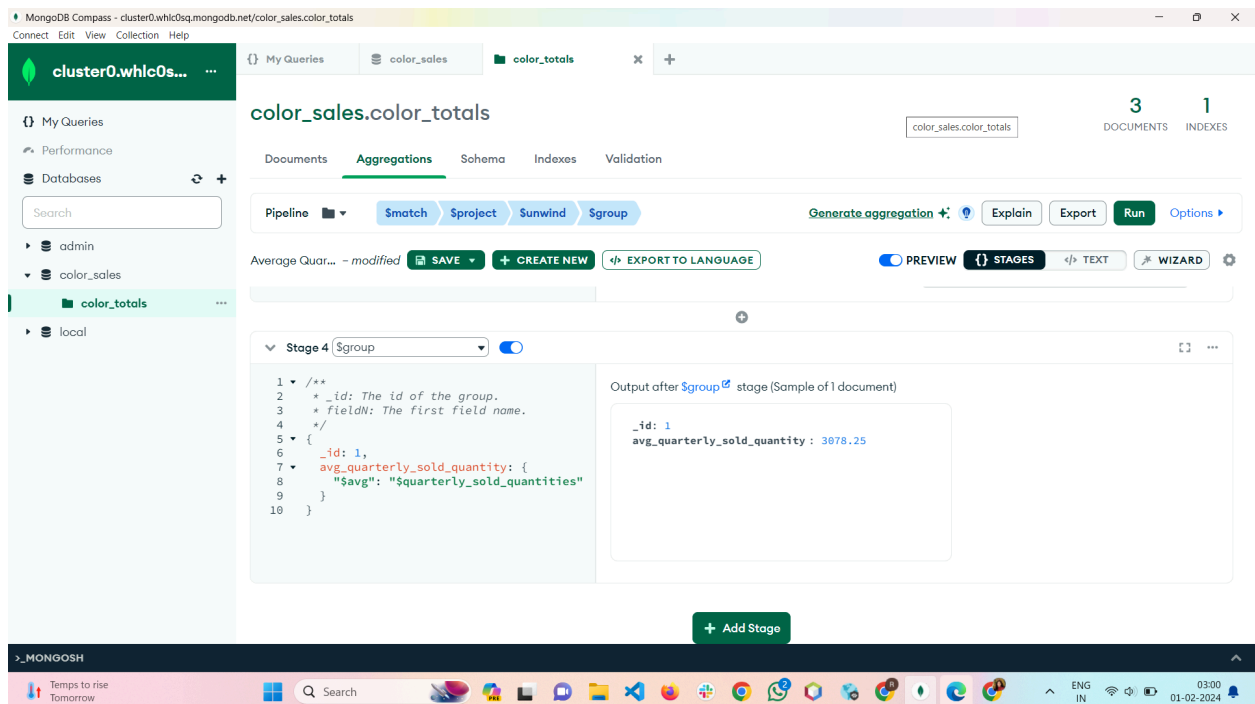 MongoDB Compass - cluster0.whlc0sq.mongodb.net/color_sales.color_totals
Connect Edit View Collection Help
cluster0.whlc0s... ...
{} My Queries
color_sales
color_totals
{} My Queries
Performance
Databases
Search
admin
color_sales
color_totals
local
color_sales.color_totals
color_sales.color_totals
3
DOCUMENTS
1
INDEXES
Documents Aggregations Schema Indexes Validation
Pipeline $match $project $unwind $group
Generate aggregation Explain Export Run Options
Average Quar... – modified SAVE + CREATE NEW </> EXPORT TO LANGUAGE
PREVIEW {} STAGES </> TEXT WIZARD
Stage 4 $group
1 /**
2 * _id: The id of the group.
3 * fieldN: The first field name.
4 */
5 {
6 _id: 1,
7 avg_quarterly_sold_quantity: {
8 "$avg": "$quarterly_sold_quantities"
9 }
10 }
Output after $group stage (Sample of 1 document)
_id: 1
avg_quarterly_sold_quantity : 3078.25
+ Add Stage
>_MONGOSH
Temps to rise
Tomorrow
Search
PRE
2
R
ENG
IN
03:00
01-02-2024